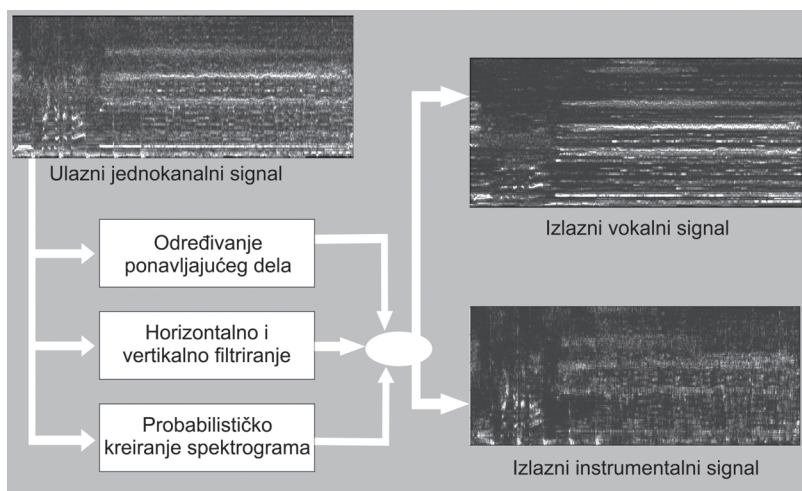 Ulazni jednokanalni signal
Određivanje
ponavljajućeg dela
Horizontalno i
vertikalno filtriranje
Probabilističko
kreiranje spektrograma
Izlazni vokalni signal
Izlazni instrumentalni signal